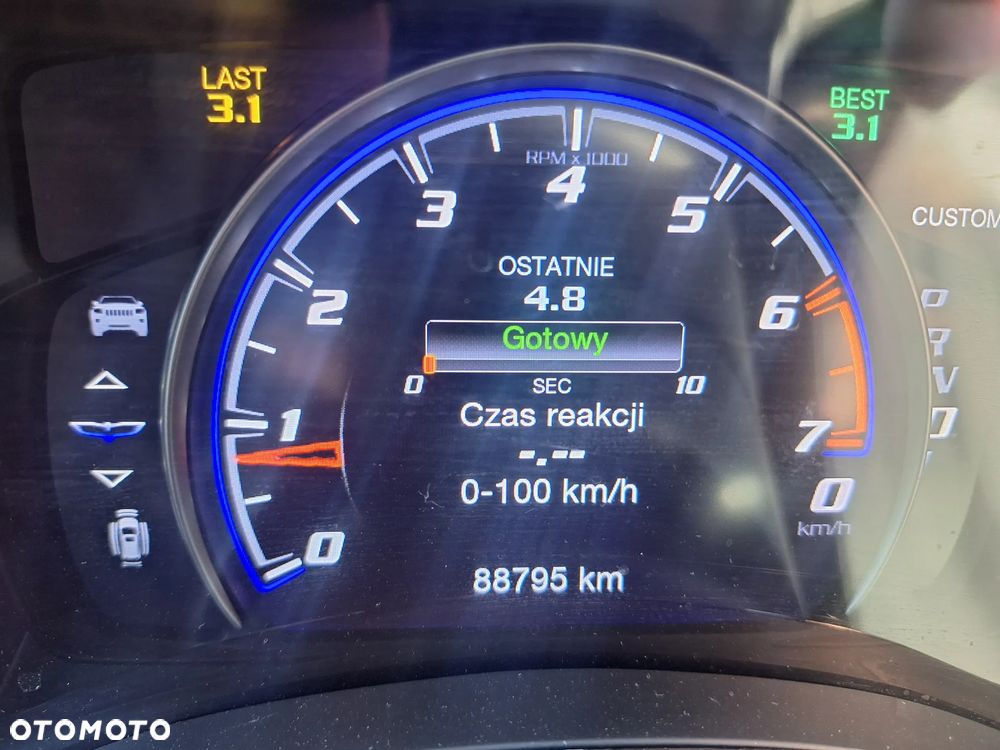 LAST
3.1
BEST
3.1
RPM x 1000
0
1
2
3
4
5
6
7
CUSTOM
OSTATNIE
4.8
Gotowy
0 SEC 10
Czas reakcji
-.--
0-100 km/h
0
km/h
88795 km
P
R
N
D
OTOMOTO